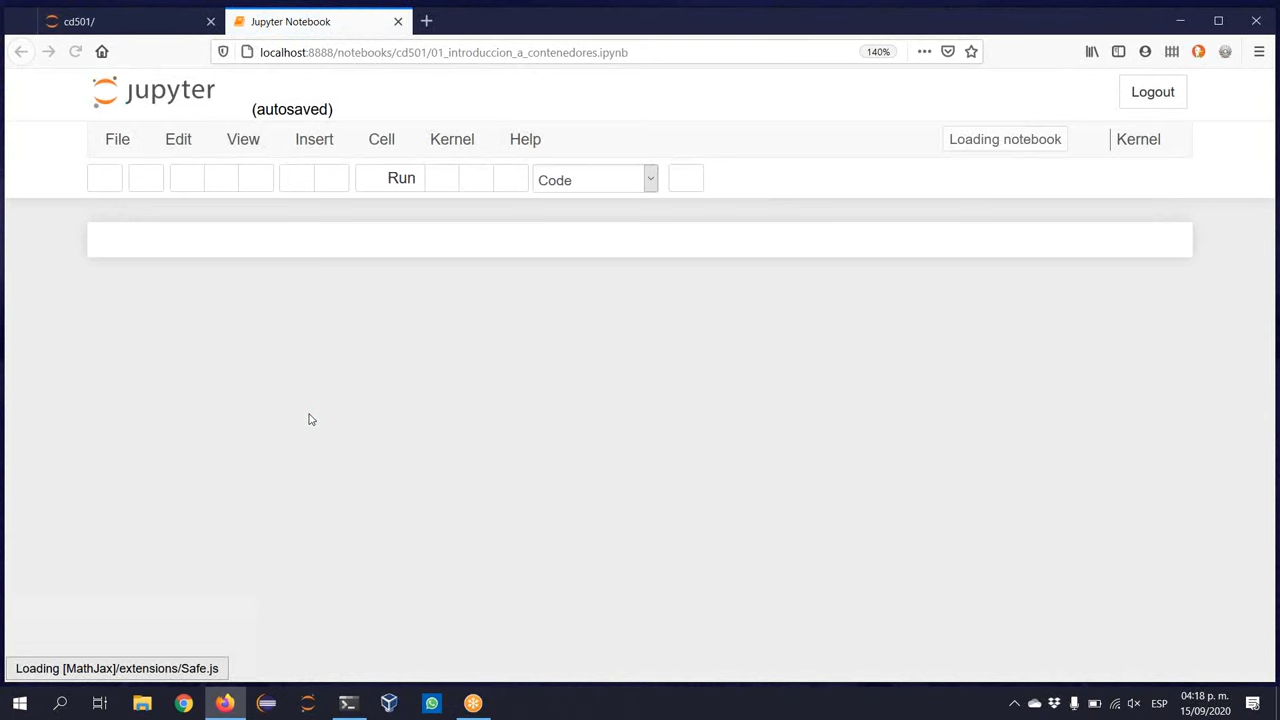 cd501/
Jupyter Notebook
localhost:8888/notebooks/cd501/01_introduccion_a_contenedores.ipynb
140%
jupyter
(autosaved)
Logout
File Edit View Insert Cell Kernel Help
Loading notebook
Kernel
Run
Code
Loading [MathJax]/extensions/Safe.js
ESP
04:18 p. m.
15/09/2020